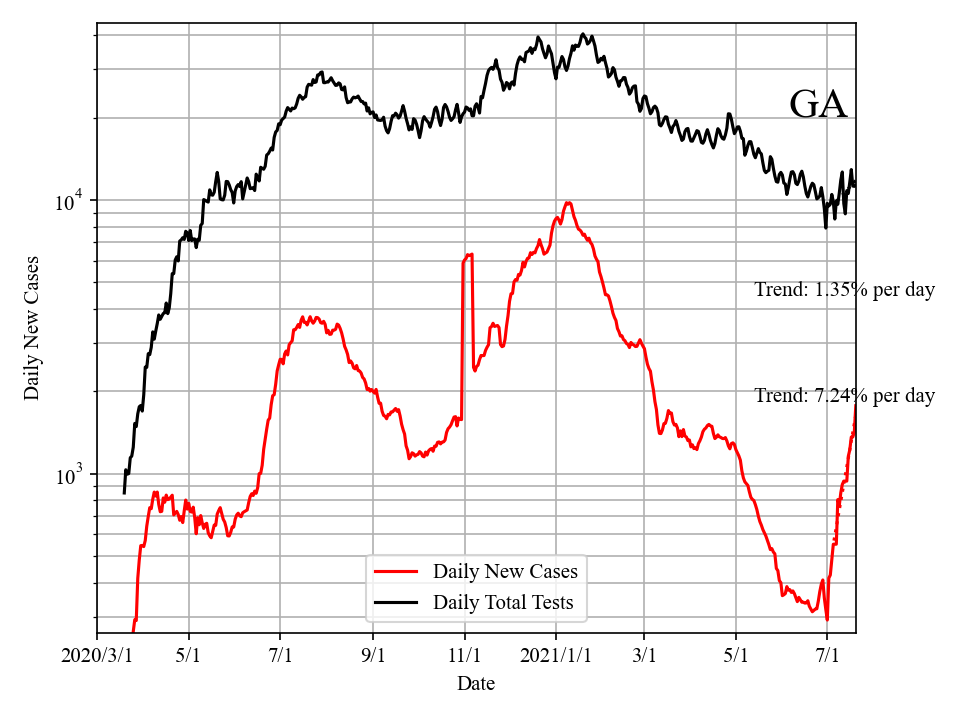 GA
10^4
Trend: 1.35% per day
Daily New Cases
Trend: 7.24% per day
10^3
Daily New Cases
Daily Total Tests
2020/3/1 5/1 7/1 9/1 11/1 2021/1/1 3/1 5/1 7/1
Date